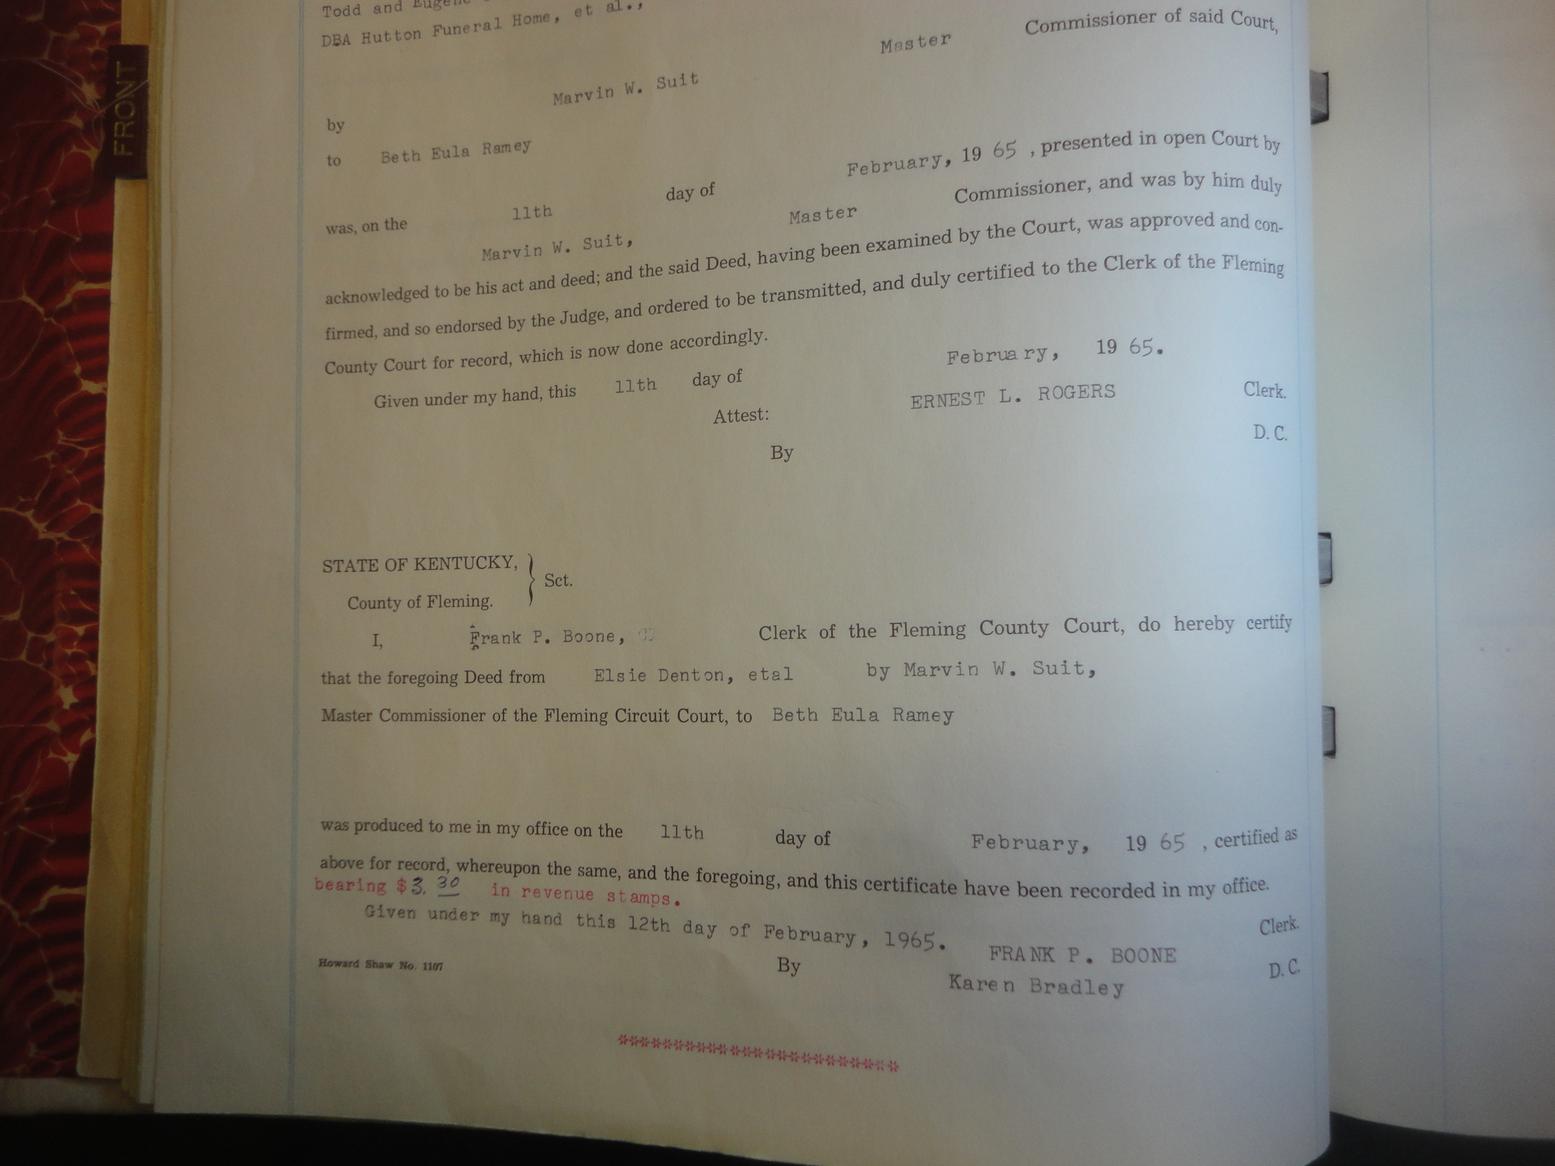 Todd and Eugene
DBA Hutton Funeral Home, et al.,
Master Commissioner of said Court,
by Marvin W. Suit
to Beth Eula Ramey
was, on the 11th day of February, 19 65 , presented in open Court by
Marvin W. Suit, Master Commissioner, and was by him duly
acknowledged to be his act and deed; and the said Deed, having been examined by the Court, was approved and con-
firmed, and so endorsed by the Judge, and ordered to be transmitted, and duly certified to the Clerk of the Fleming
County Court for record, which is now done accordingly.
Given under my hand, this 11th day of February, 19 65.
Attest: ERNEST L. ROGERS Clerk.
By D. C.
STATE OF KENTUCKY,
Sct.
County of Fleming.
I, Frank P. Boone, Clerk of the Fleming County Court, do hereby certify
that the foregoing Deed from Elsie Denton, etal by Marvin W. Suit,
Master Commissioner of the Fleming Circuit Court, to Beth Eula Ramey
was produced to me in my office on the 11th day of February, 19 65 , certified as
above for record, whereupon the same, and the foregoing, and this certificate have been recorded in my office.
bearing $3.30 in revenue stamps.
Given under my hand this 12th day of February, 1965.
FRANK P. BOONE Clerk.
Howard Shaw No. 1107 By Karen Bradley D. C.
************************
FRONT